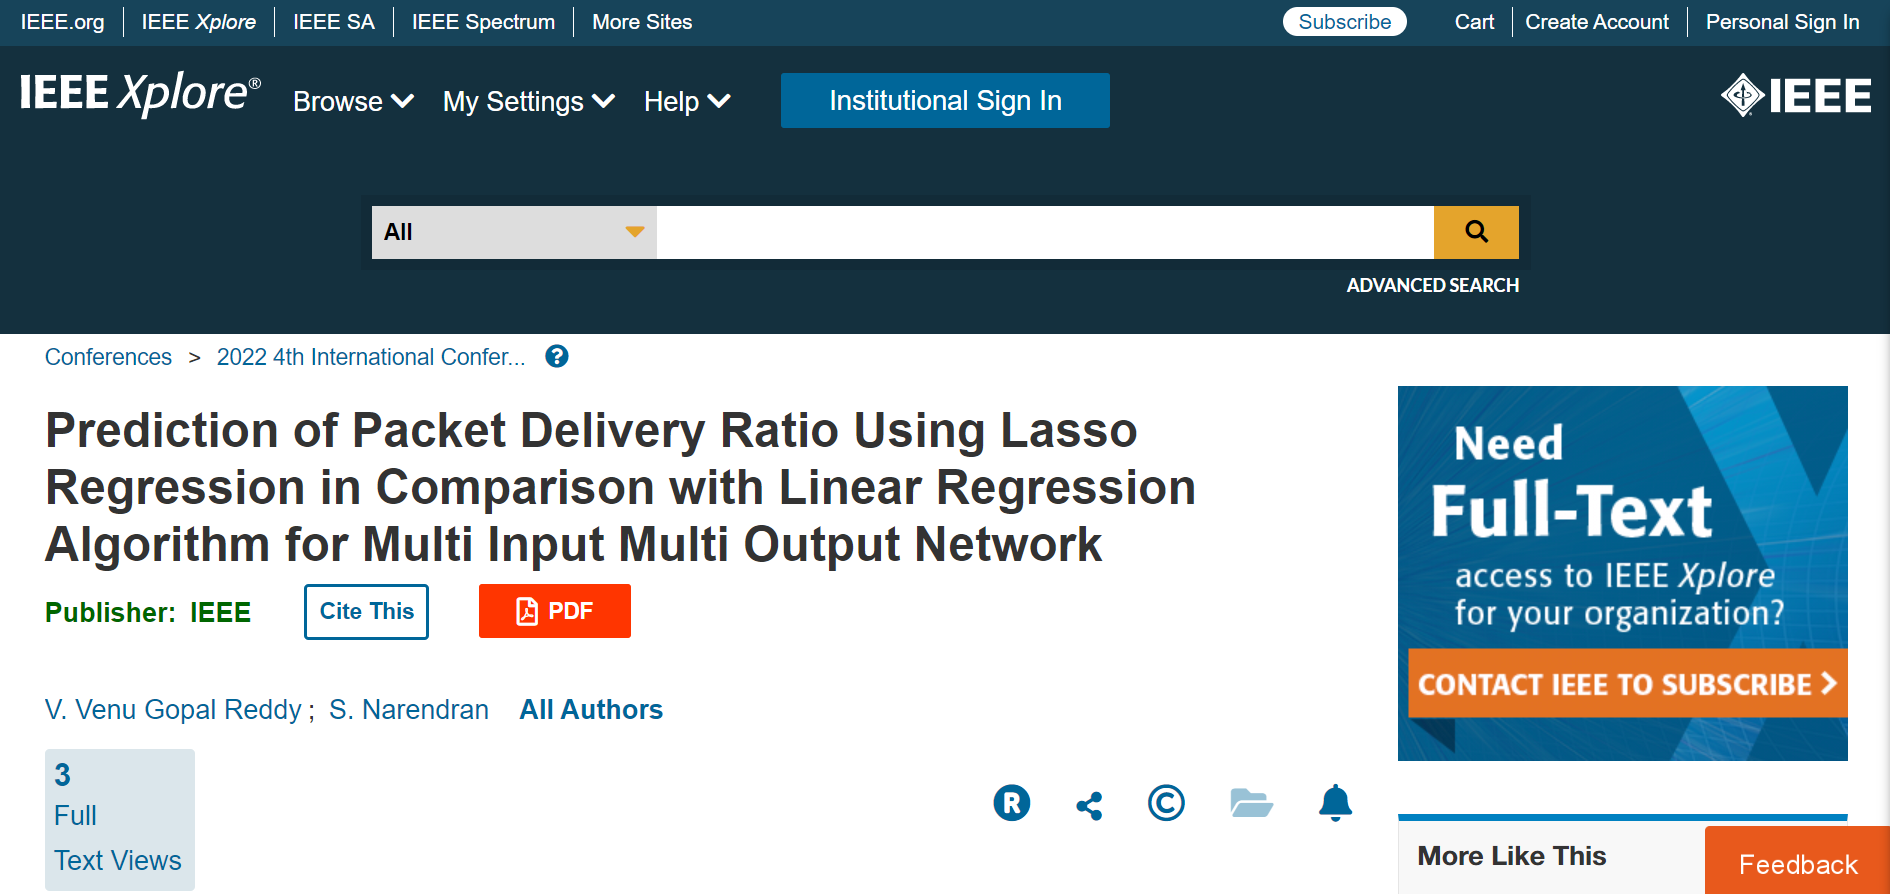 IEEE.org IEEE Xplore IEEE SA IEEE Spectrum More Sites Subscribe Cart Create Account Personal Sign In
IEEE Xplore® Browse My Settings Help Institutional Sign In IEEE
All
ADVANCED SEARCH
Conferences > 2022 4th International Confer... ?
Prediction of Packet Delivery Ratio Using Lasso
Regression in Comparison with Linear Regression
Algorithm for Multi Input Multi Output Network
Publisher: IEEE Cite This PDF
V. Venu Gopal Reddy ; S. Narendran All Authors
3
Full
Text Views
R ©
Need
Full-Text
access to IEEE Xplore
for your organization?
CONTACT IEEE TO SUBSCRIBE >
More Like This
Feedback